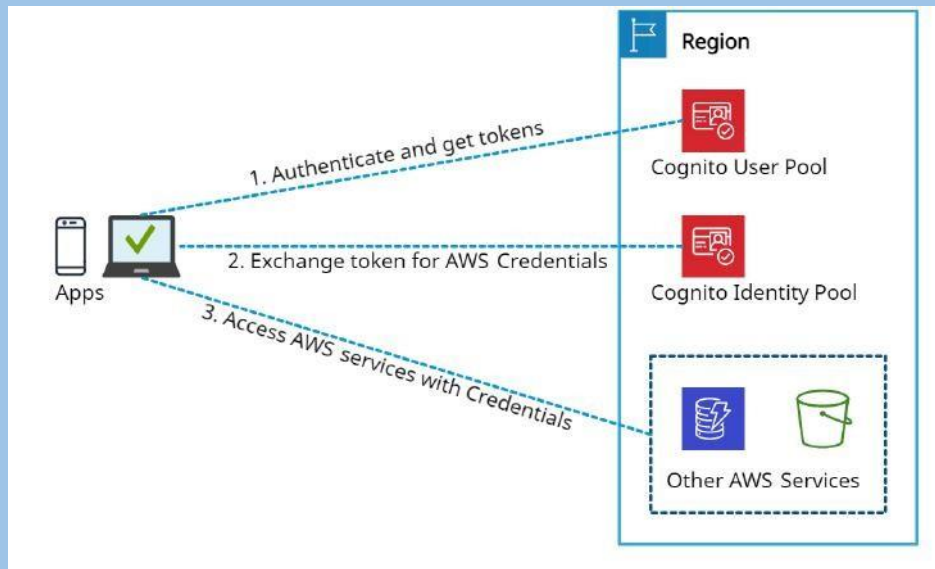 Region
1. Authenticate and get tokens
Cognito User Pool
2. Exchange token for AWS Credentials
Apps
Cognito Identity Pool
3. Access AWS services with Credentials
Other AWS Services